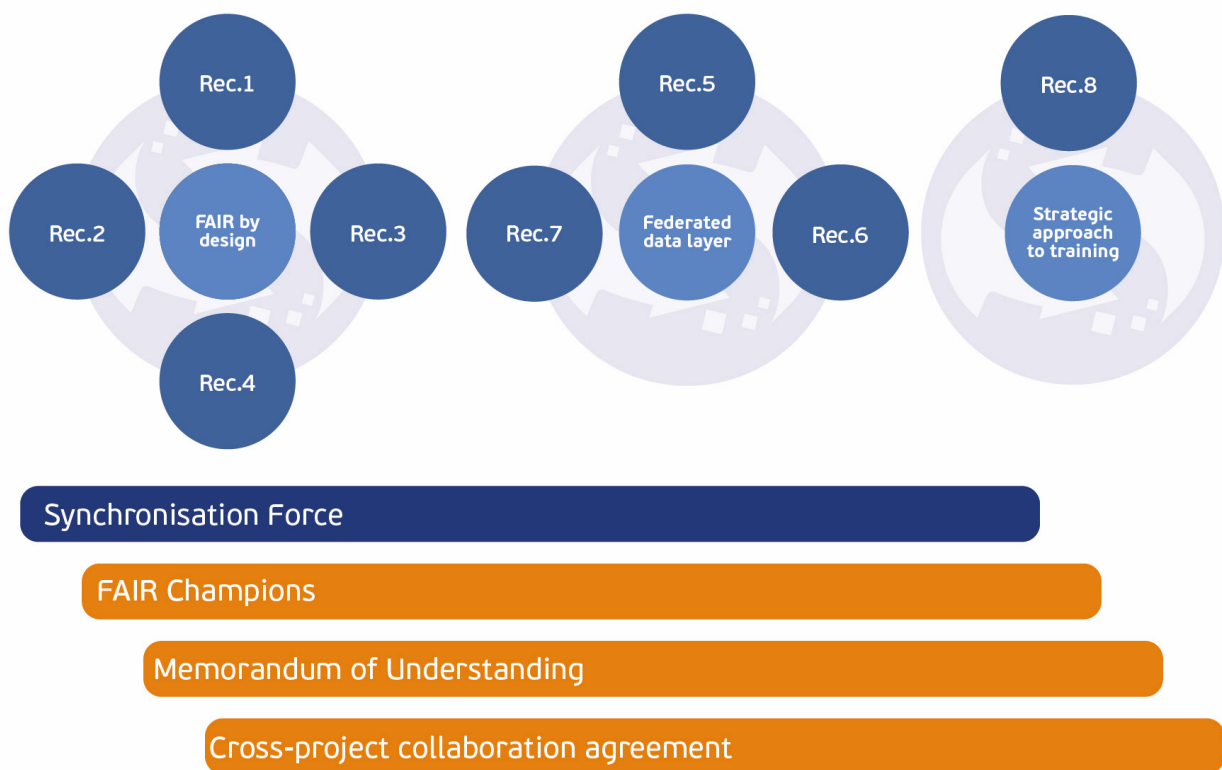 Rec.1
Rec.2
FAIR by
design
Rec.3
Rec.4
Rec.5
Rec.7
Federated
data layer
Rec.6
Rec.8
Strategic
approach
to training
Synchronisation Force
FAIR Champions
Memorandum of Understanding
Cross-project collaboration agreement